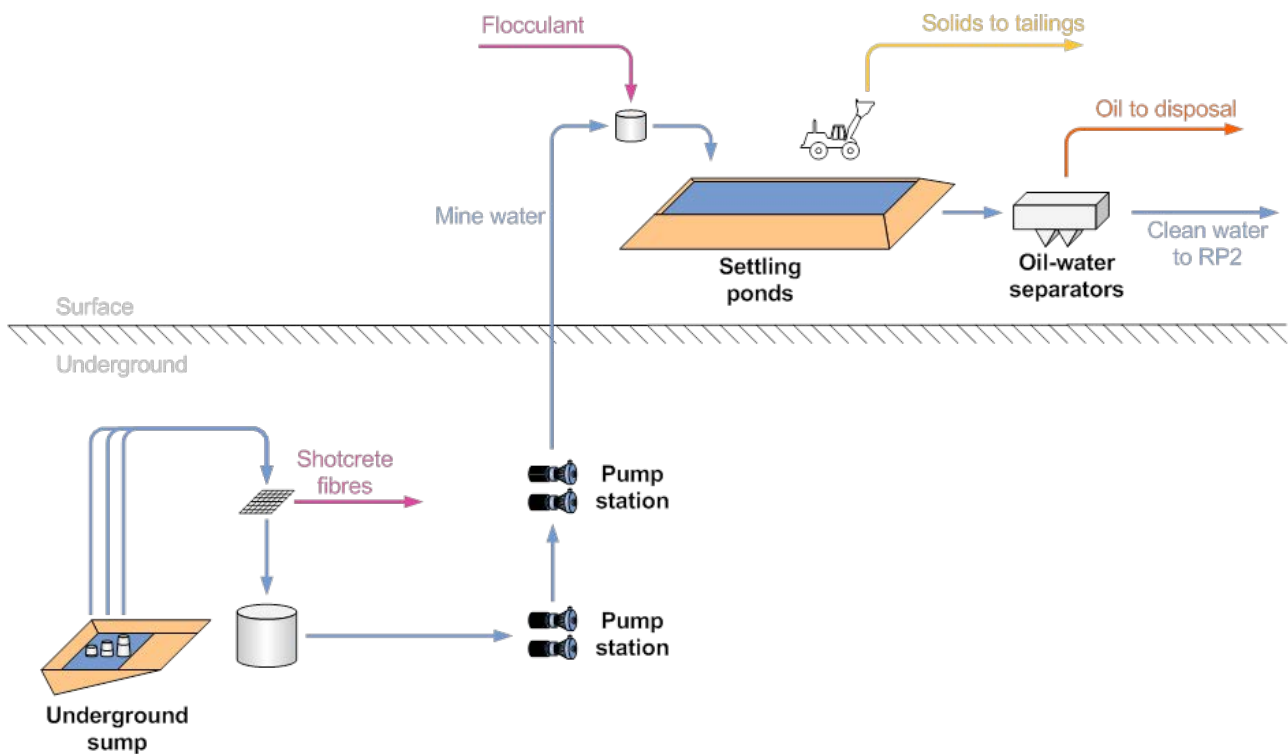 Flocculant
Solids to tailings
Oil to disposal
Mine water
Clean water
to RP2
Settling
ponds
Oil-water
separators
Surface
Underground
Shotcrete
fibres
Pump
station
Pump
station
Underground
sump